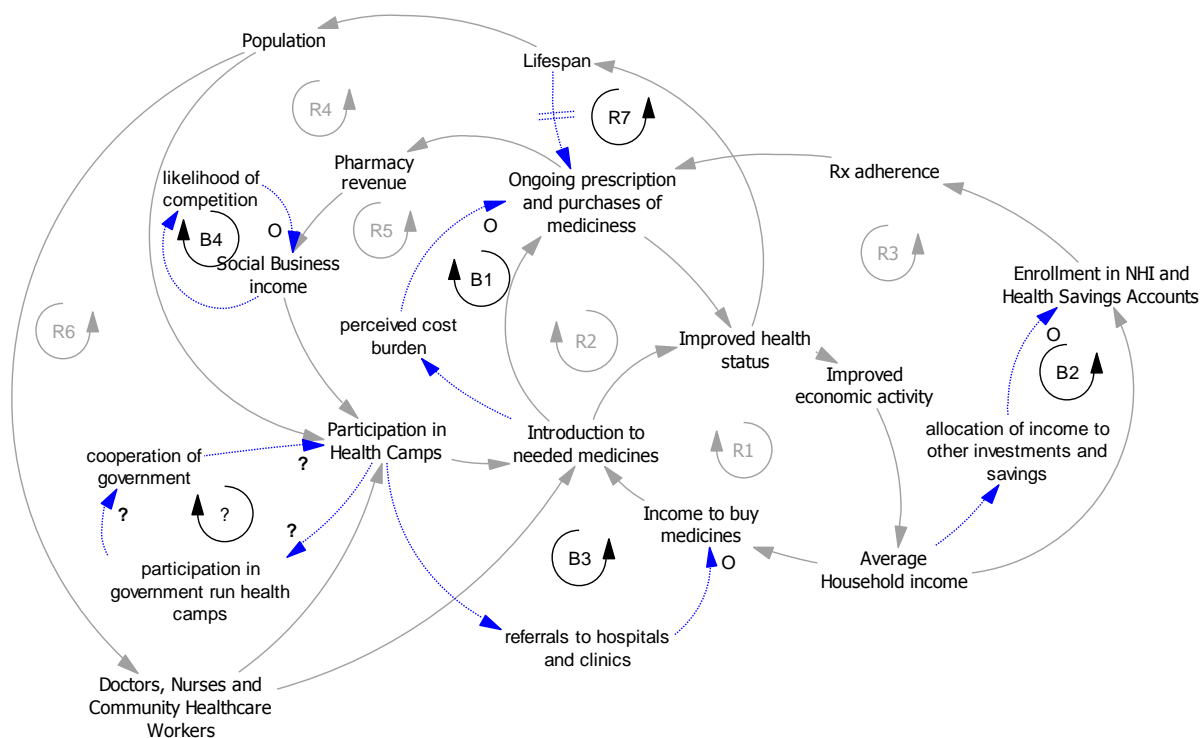 Population
Lifespan
R4
R7
Pharmacy
revenue
likelihood of
competition
Ongoing prescription
and purchases of
mediciness
Rx adherence
O
O
B4
R5
R3
Social Business
income
B1
Enrollment in NHI and
Health Savings Accounts
R6
perceived cost
burden
R2
Improved health
status
O
B2
Improved
economic activity
Participation in
Health Camps
Introduction to
needed medicines
allocation of income to
other investments and
savings
R1
cooperation of
government
?
?
?
?
Income to buy
medicines
B3
O
Average
Household income
participation in
government run health
camps
referrals to hospitals
and clinics
Doctors, Nurses and
Community Healthcare
Workers